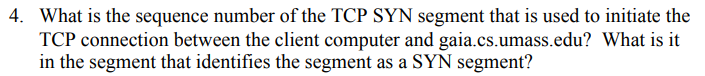 4. What is the sequence number of the TCP SYN segment that is used to initiate the
TCP connection between the client computer and gaia.cs.umass.edu? What is it
in the segment that identifies the segment as a SYN segment?